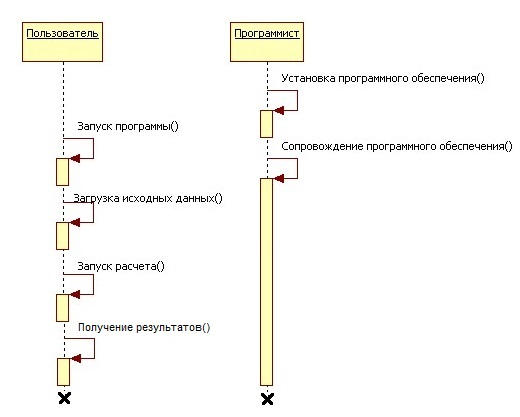 Пользователь
Программист
Установка программного обеспечения()
Запуск программы()
Сопровождение программного обеспечения()
Загрузка исходных данных()
Запуск расчета()
Получение результатов()